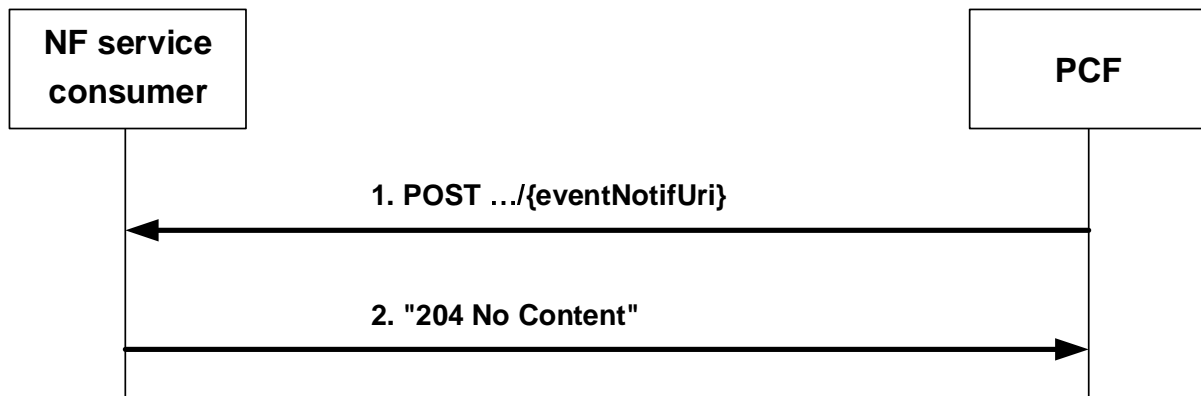 NF service
consumer
PCF
1. POST …/{eventNotifUri}
2. "204 No Content"